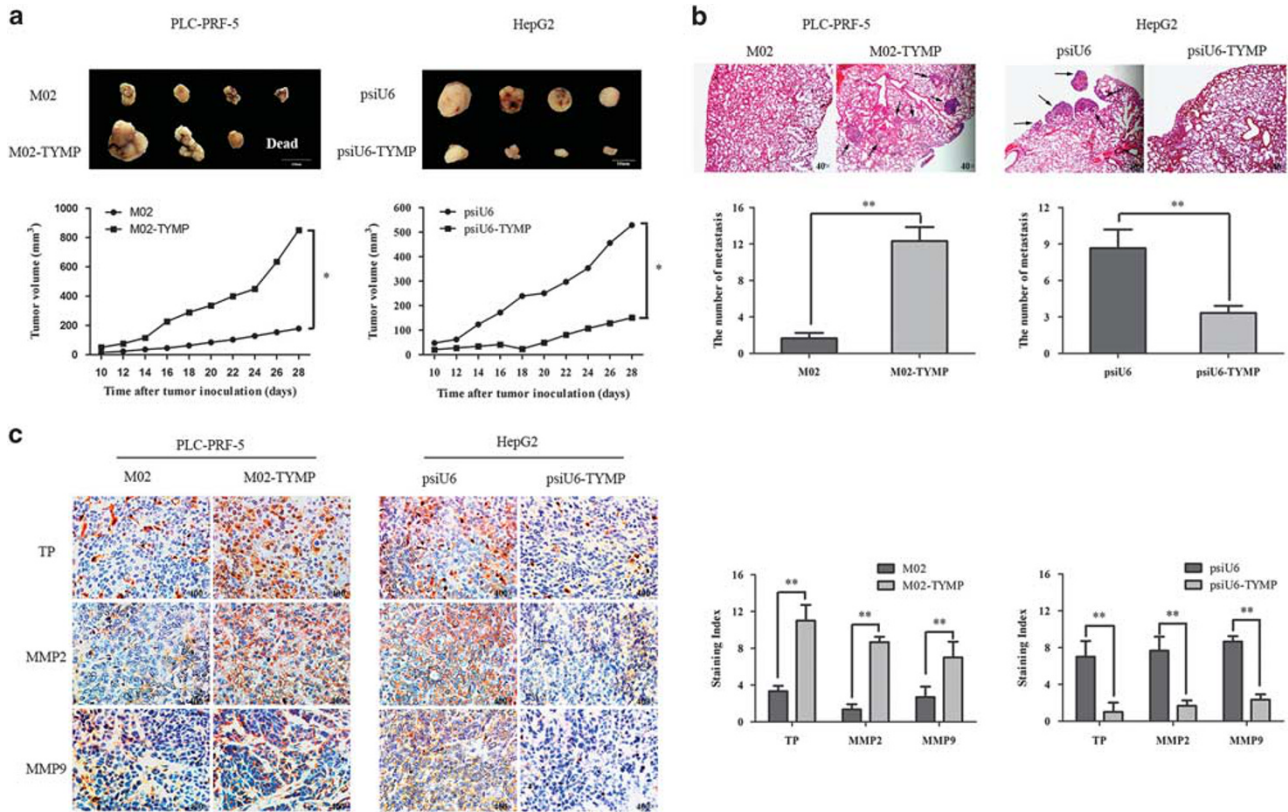 a
PLC-PRF-5
HepG2
M02
M02-TYMP
Dead
psiU6
psiU6-TYMP
1000
800
600
400
200
0
Tumor volume (mm3)
M02
M02-TYMP
*
10 12 14 16 18 20 22 24 26 28
Time after tumor inoculation (days)
600
500
400
300
200
100
0
Tumor volume (mm3)
psiU6
psiU6-TYMP
*
10 12 14 16 18 20 22 24 26 28
Time after tumor inoculation (days)
b
PLC-PRF-5
HepG2
M02
M02-TYMP
psiU6
psiU6-TYMP
40×
40×
40×
16
12
8
4
0
The number of metastasis
**
M02
M02-TYMP
12
9
6
3
0
The number of metastasis
**
psiU6
psiU6-TYMP
c
PLC-PRF-5
HepG2
M02
M02-TYMP
psiU6
psiU6-TYMP
TP
MMP2
MMP9
16
12
8
4
0
Staining Index
M02
M02-TYMP
** ** **
TP MMP2 MMP9
16
12
8
4
0
Staining Index
psiU6
psiU6-TYMP
** ** **
TP MMP2 MMP9